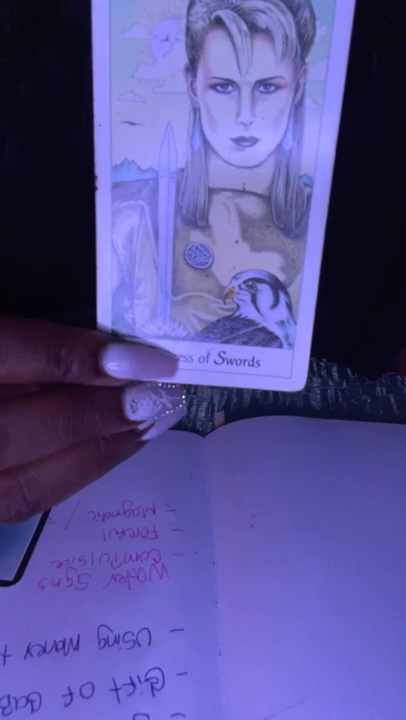 ess of Swords
- Gift of Gab
- Using Money
Water Signs
- Compulsive
- Forceful
- Magnetic